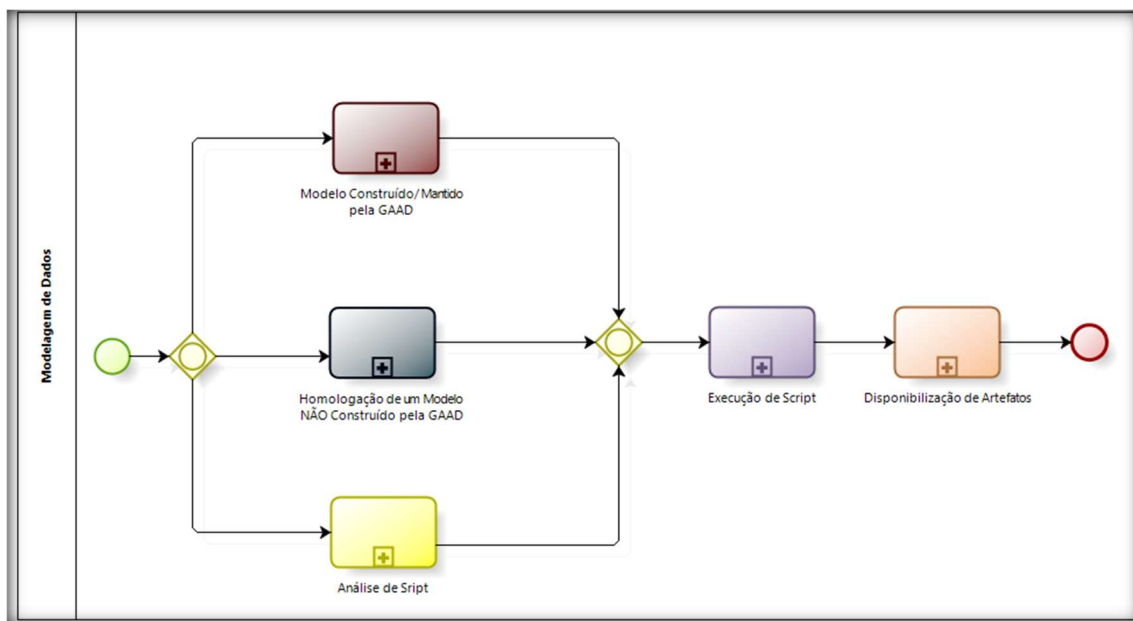 Modelagem de Dados
Modelo Construído/ Mantido
pela GAAD
Homologação de um Modelo
NÃO Construído pela GAAD
Análise de Sript
Execução de Script
Disponibilização de Artefatos